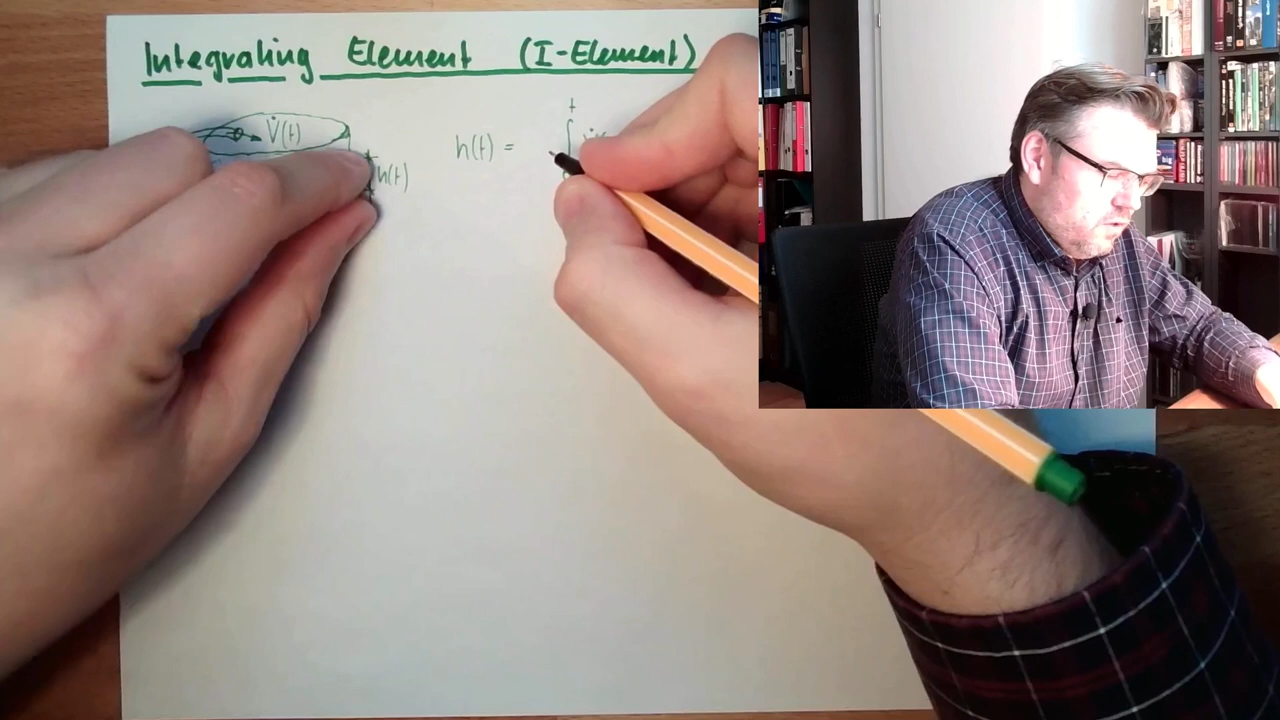 Integrating Element (I-Element)
V̇(t)
h(t)
t
h(t) = ∫